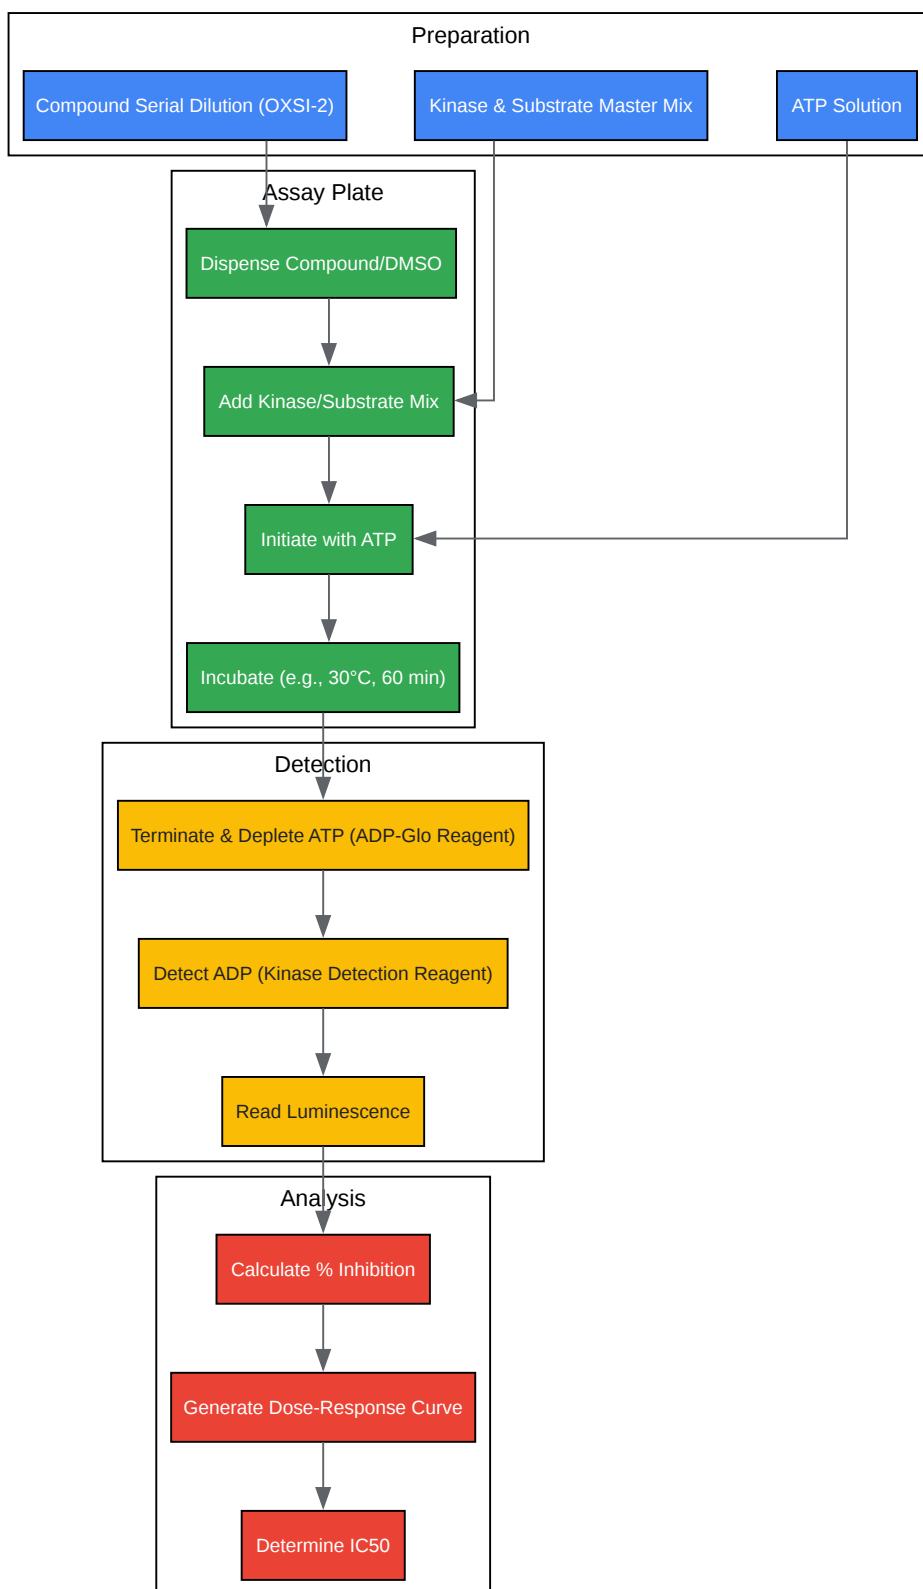 Preparation
Compound Serial Dilution (OXSI-2)
Kinase & Substrate Master Mix
ATP Solution
Assay Plate
Dispense Compound/DMSO
Add Kinase/Substrate Mix
Initiate with ATP
Incubate (e.g., 30°C, 60 min)
Detection
Terminate & Deplete ATP (ADP-Glo Reagent)
Detect ADP (Kinase Detection Reagent)
Read Luminescence
Analysis
Calculate % Inhibition
Generate Dose-Response Curve
Determine IC50